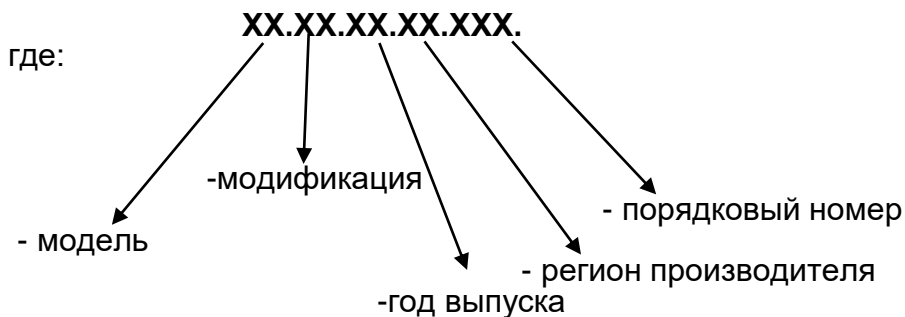 XX.XX.XX.XX.XXX.
где:
-модификация
- порядковый номер
- модель
- регион производителя
-год выпуска